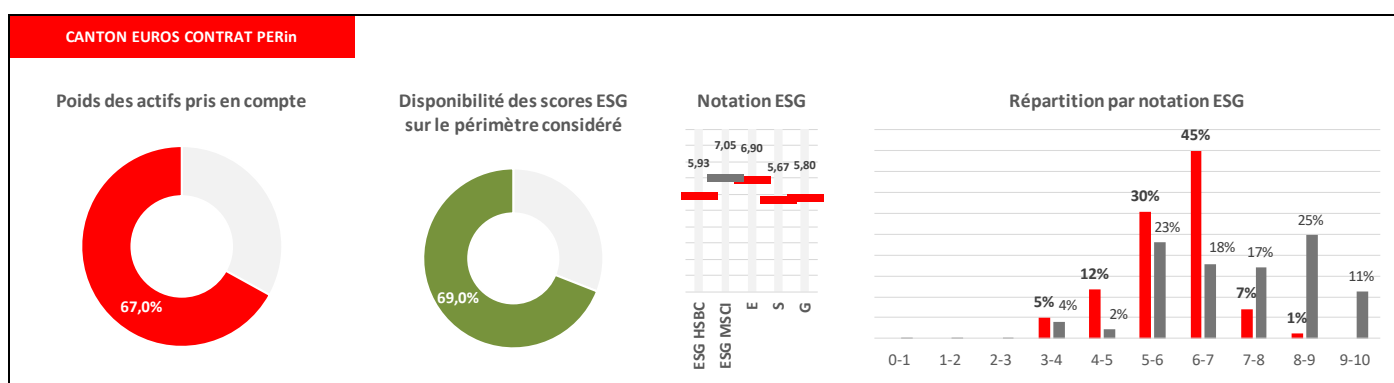 CANTON EUROS CONTRAT PERin
Poids des actifs pris en compte
67,0%
Disponibilité des scores ESG
sur le périmètre considéré
69,0%
Notation ESG
5,93
7,05
6,90
5,67
5,80
ESG HSBC
ESG MSCI
E
S
G
Répartition par notation ESG
5%
4%
12%
2%
30%
23%
45%
18%
7%
17%
1%
25%
11%
0-1
1-2
2-3
3-4
4-5
5-6
6-7
7-8
8-9
9-10